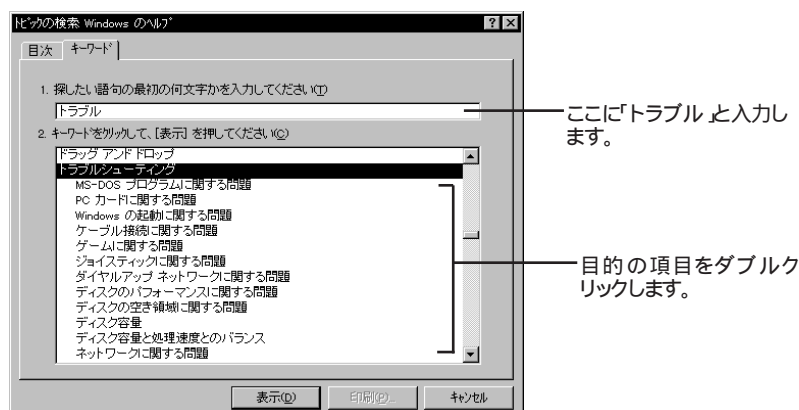 ﾄﾋﾟｯｸの検索: Windows のﾍﾙﾌﾟ
目次
ｷｰﾜｰﾄﾞ
1. 探したい語句の最初の何文字かを入力してください(T)
トラブル
2. ｷｰﾜｰﾄﾞをｸﾘｯｸして、[表示] を押してください(C)
ドラッグ アンド ドロップ
トラブルシューティング
MS-DOS プログラムに関する問題
PC カードに関する問題
Windows の起動に関する問題
ケーブル接続に関する問題
ゲームに関する問題
ジョイスティックに関する問題
ダイヤルアップ ネットワークに関する問題
ディスクのパフォーマンスに関する問題
ディスクの空き領域に関する問題
ディスク容量
ディスク容量と処理速度とのバランス
ネットワークに関する問題
表示(D)
印刷(P)...
ｷｬﾝｾﾙ
ここに「トラブル」と入力し
ます。
目的の項目をダブルク
リックします。